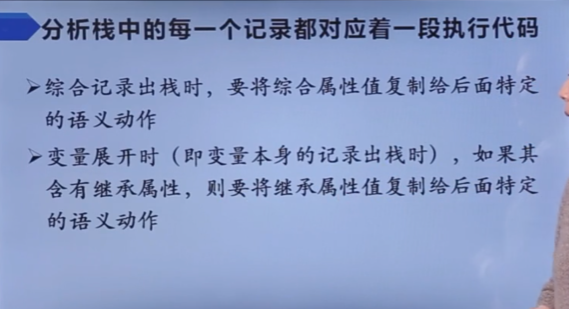 分析栈中的每一个记录都对应着一段执行代码
➢综合记录出栈时，要将综合属性值复制给后面特定
的语义动作
➢变量展开时（即变量本身的记录出栈时），如果其
含有继承属性，则要将继承属性值复制给后面特定
的语义动作